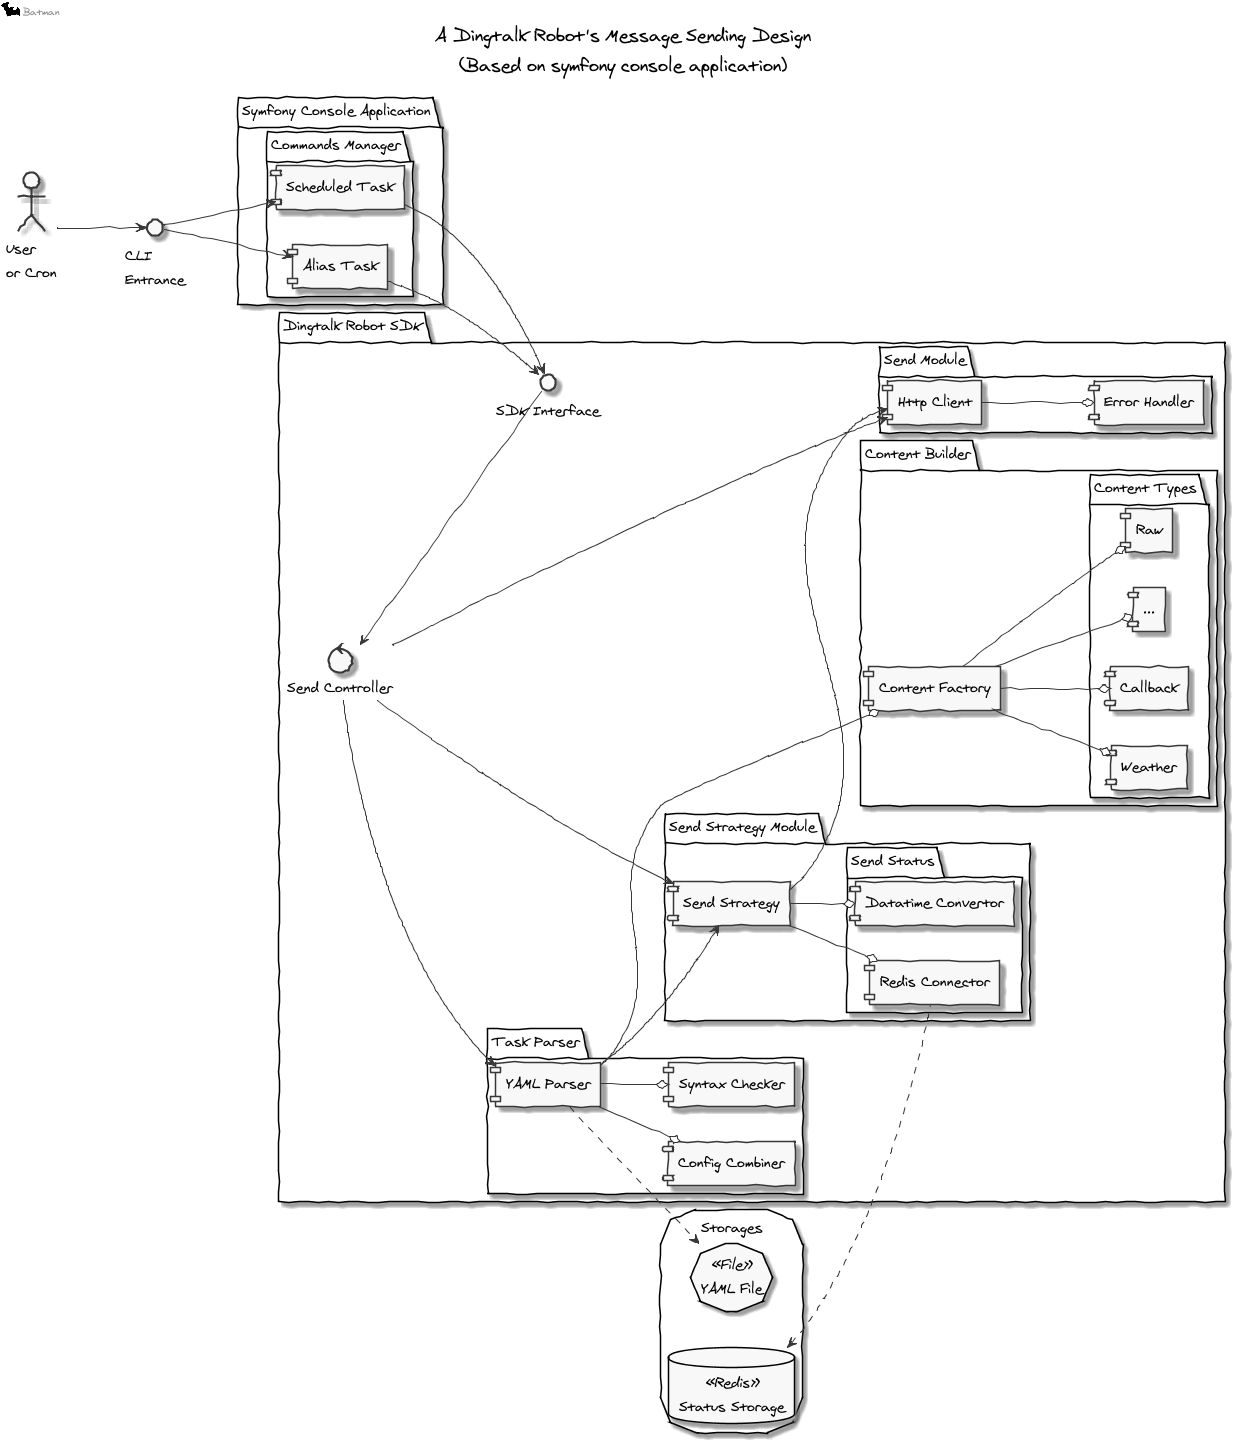 Batman
A Dingtalk Robot's Message Sending Design
(Based on symfony console application)
Symfony Console Application
Commands Manager
Scheduled Task
Alias Task
User
or Cron
CLI
Entrance
Dingtalk Robot SDK
SDK Interface
Send Module
Http Client
Error Handler
Content Builder
Content Types
Raw
...
Content Factory
Callback
Weather
Send Controller
Send Strategy Module
Send Status
Send Strategy
Datatime Convertor
Redis Connector
Task Parser
YAML Parser
Syntax Checker
Config Combiner
Storages
«File»
YAML File
«Redis»
Status Storage